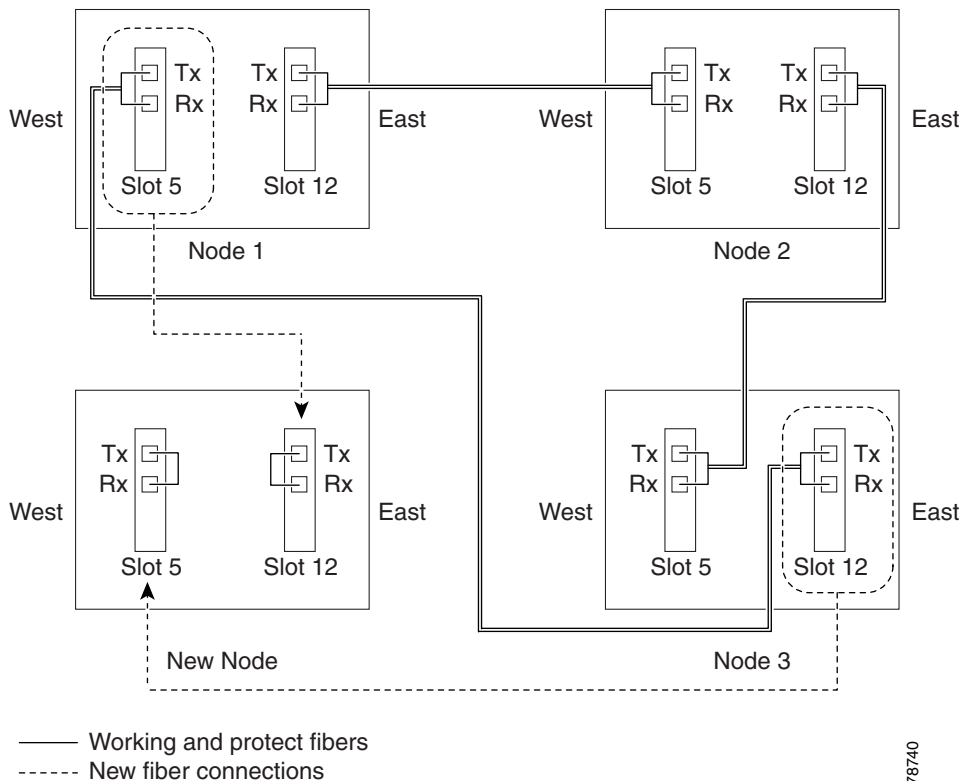 Tx Tx Tx Tx
West Rx Rx East West Rx Rx East
Slot 5 Slot 12 Slot 5 Slot 12
Node 1 Node 2
Tx Tx Tx Tx
Rx Rx Rx Rx
West East West East
Slot 5 Slot 12 Slot 5 Slot 12
New Node Node 3
Working and protect fibers
New fiber connections
78740